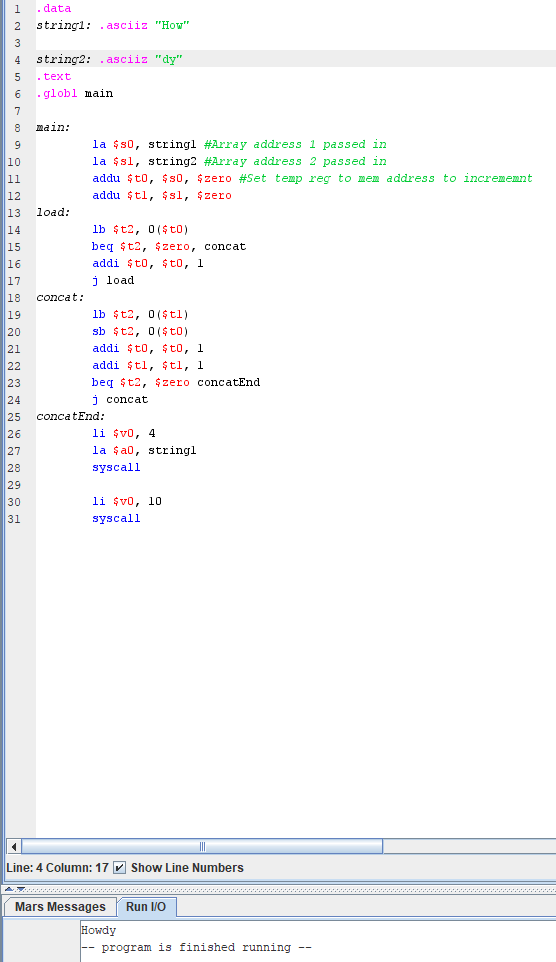 1 .data
2 string1: .asciiz "How"
3
4 string2: .asciiz "dy"
5 .text
6 .globl main
7
8 main:
9 la $s0, string1 #Array address 1 passed in
10 la $s1, string2 #Array address 2 passed in
11 addu $t0, $s0, $zero #Set temp reg to mem address to incrememnt
12 addu $t1, $s1, $zero
13 load:
14 lb $t2, 0($t0)
15 beq $t2, $zero, concat
16 addi $t0, $t0, 1
17 j load
18 concat:
19 lb $t2, 0($t1)
20 sb $t2, 0($t0)
21 addi $t0, $t0, 1
22 addi $t1, $t1, 1
23 beq $t2, $zero concatEnd
24 j concat
25 concatEnd:
26 li $v0, 4
27 la $a0, string1
28 syscall
29
30 li $v0, 10
31 syscall
Line: 4 Column: 17 Show Line Numbers
Mars Messages Run I/O
Howdy
-- program is finished running --